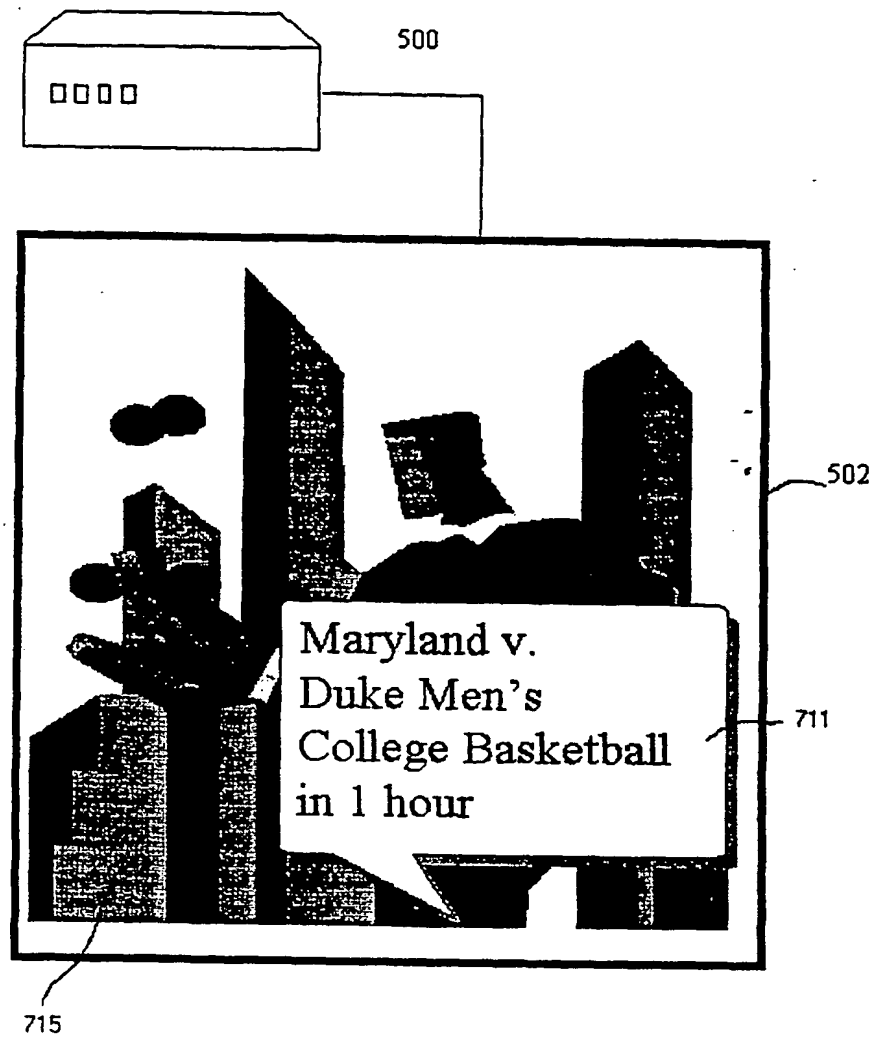 500
502
Maryland v.
Duke Men's
College Basketball
in 1 hour
711
715